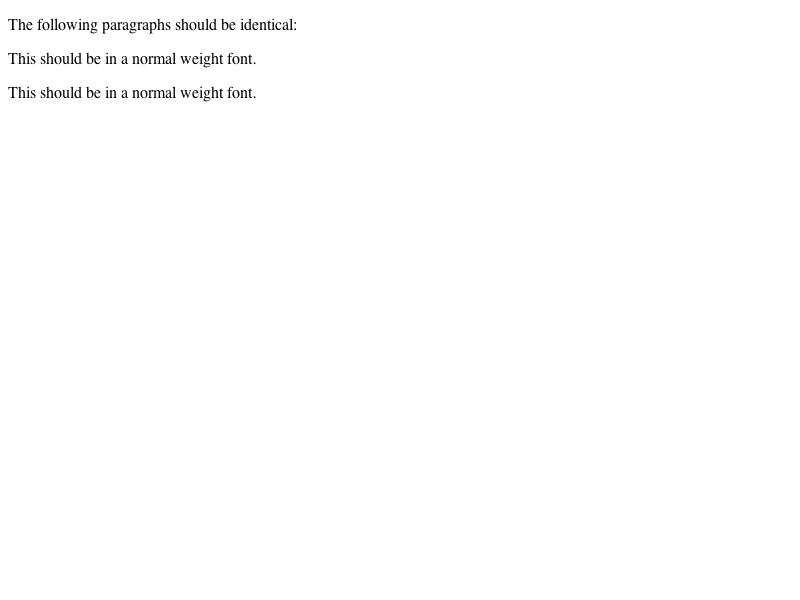 The following paragraphs should be identical:
This should be in a normal weight font.
This should be in a normal weight font.